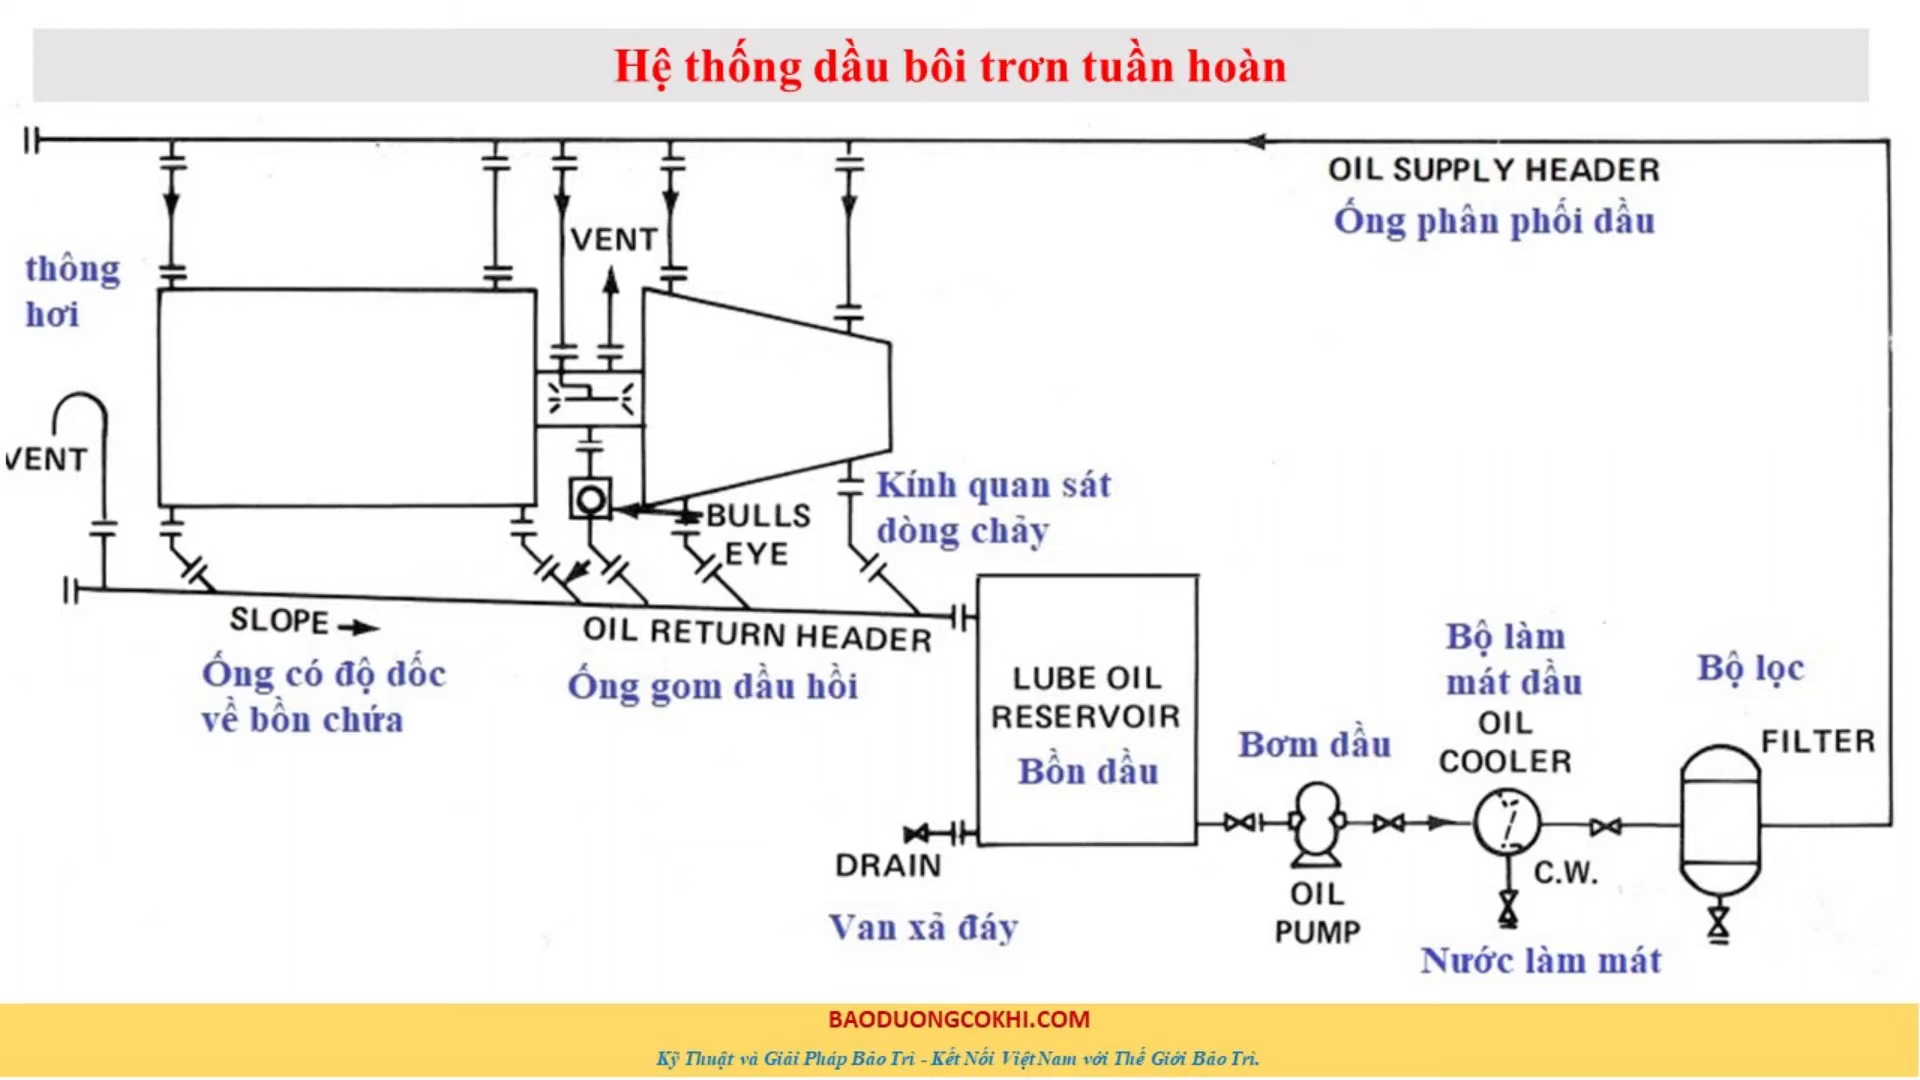 Hệ thống dầu bôi trơn tuần hoàn
OIL SUPPLY HEADER
Ống phân phối dầu
VENT
thông
hơi
VENT
Kính quan sát
dòng chảy
BULLS
EYE
SLOPE
OIL RETURN HEADER
Ống có độ dốc
về bồn chứa
Ống gom dầu hồi
LUBE OIL
RESERVOIR
Bồn dầu
Bơm dầu
Bộ làm
mát dầu
OIL
COOLER
Bộ lọc
FILTER
DRAIN
Van xả đáy
OIL
PUMP
C.W.
Nước làm mát
BAODUONGCOKHI.COM
Kỹ Thuật và Giải Pháp Bảo Trì - Kết Nối Việt Nam với Thế Giới Bảo Trì.